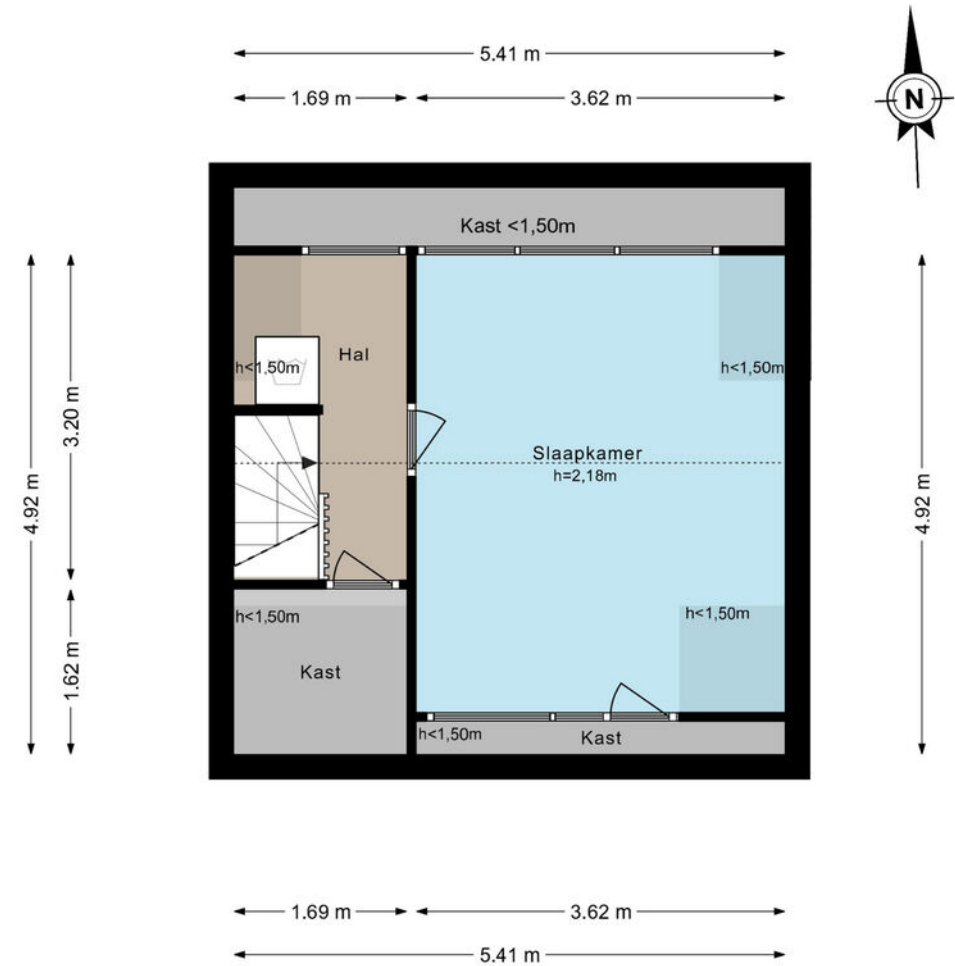 5.41 m
1.69 m
3.62 m
N
Kast <1,50m
Hal
h<1,50m
h<1,50m
3.20 m
Slaapkamer
h=2,18m
4.92 m
4.92 m
h<1,50m
h<1,50m
1.62 m
Kast
h<1,50m
Kast
1.69 m
3.62 m
5.41 m